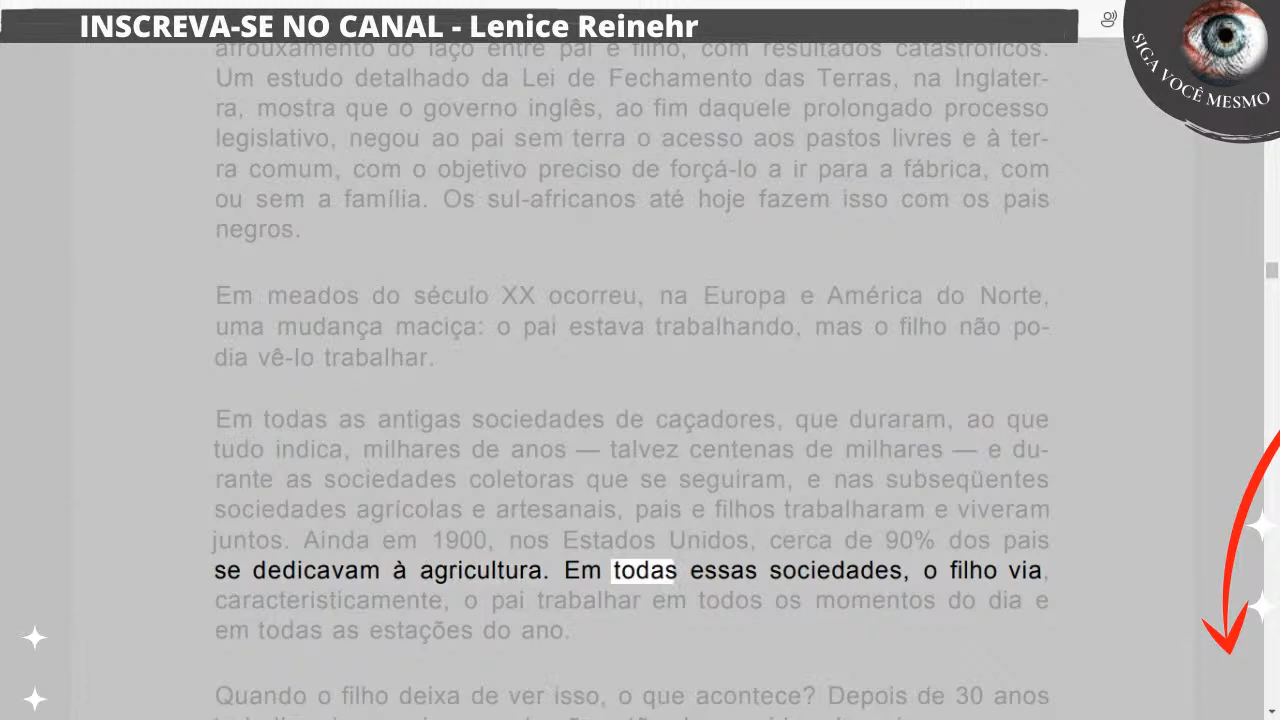 INSCREVA-SE NO CANAL - Lenice Reinehr
SIGA VOCÊ MESMO
afrouxamento do laço entre pai e filho, com resultados catastróficos.
Um estudo detalhado da Lei de Fechamento das Terras, na Inglater-
ra, mostra que o governo inglês, ao fim daquele prolongado processo
legislativo, negou ao pai sem terra o acesso aos pastos livres e à ter-
ra comum, com o objetivo preciso de forçá-lo a ir para a fábrica, com
ou sem a família. Os sul-africanos até hoje fazem isso com os pais
negros.
Em meados do século XX ocorreu, na Europa e América do Norte,
uma mudança maciça: o pai estava trabalhando, mas o filho não po-
dia vê-lo trabalhar.
Em todas as antigas sociedades de caçadores, que duraram, ao que
tudo indica, milhares de anos — talvez centenas de milhares — e du-
rante as sociedades coletoras que se seguiram, e nas subseqüentes
sociedades agrícolas e artesanais, pais e filhos trabalharam e viveram
juntos. Ainda em 1900, nos Estados Unidos, cerca de 90% dos pais
se dedicavam à agricultura. Em todas essas sociedades, o filho via,
caracteristicamente, o pai trabalhar em todos os momentos do dia e
em todas as estações do ano.
Quando o filho deixa de ver isso, o que acontece? Depois de 30 anos